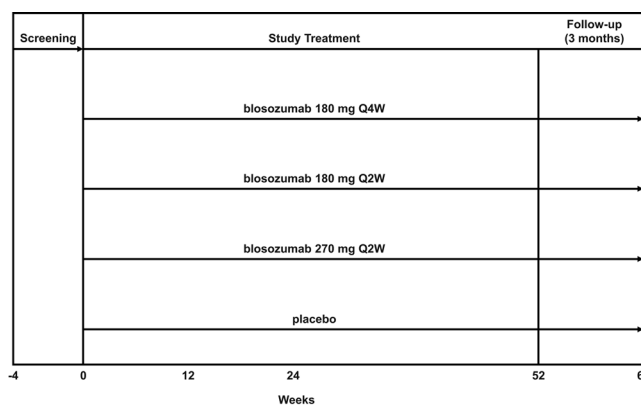 Screening
Study Treatment
Follow-up
(3 months)
blosozumab 180 mg Q4W
blosozumab 180 mg Q2W
blosozumab 270 mg Q2W
placebo
-4 0 12 24 52
Weeks